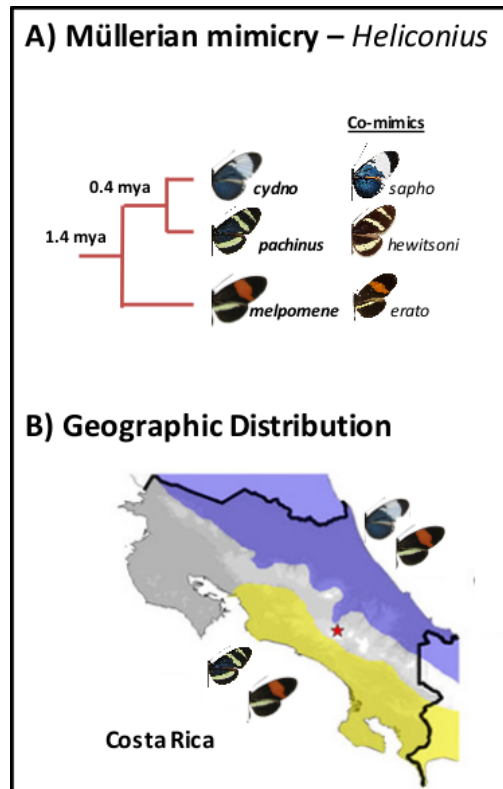 A) Müllerian mimicry – Heliconius
Co-mimics
0.4 mya
cydno
sapho
1.4 mya
pachinus
hewitsoni
melpomene
erato
B) Geographic Distribution
Costa Rica